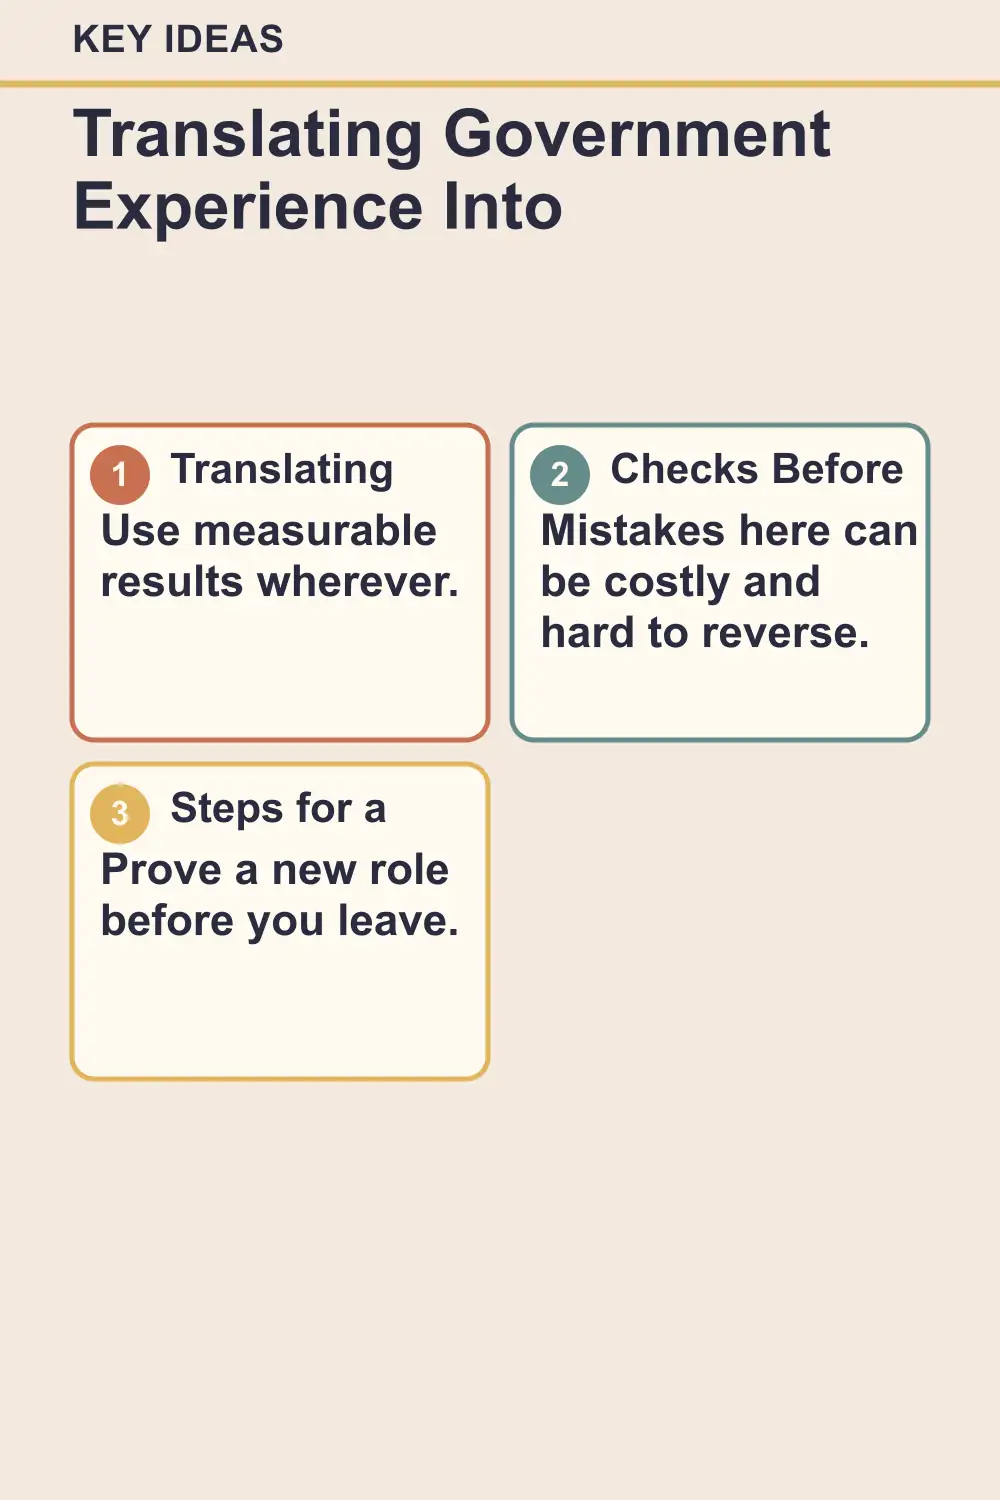 KEY IDEAS
Translating Government
Experience Into
1 Translating
Use measurable
results wherever.
2 Checks Before
Mistakes here can
be costly and
hard to reverse.
3 Steps for a
Prove a new role
before you leave.